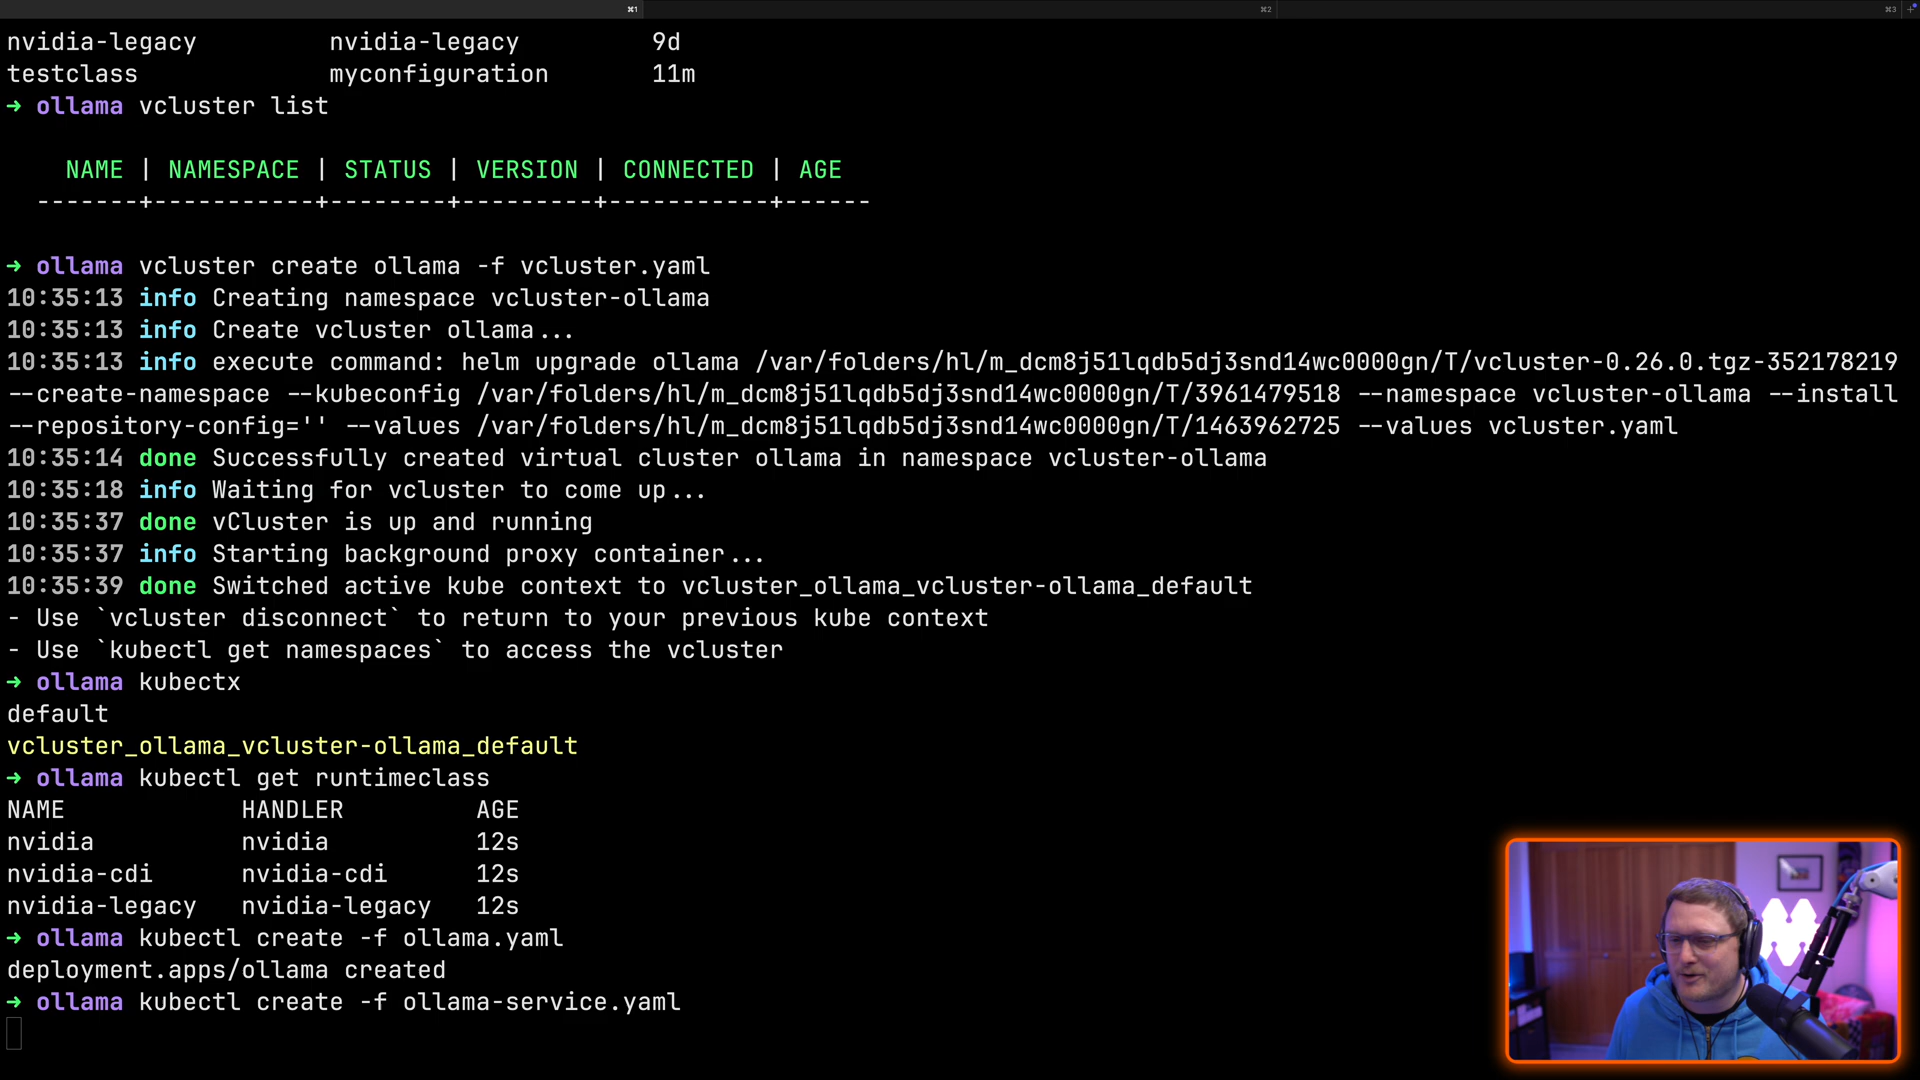 ⌘1 ⌘2 ⌘3 +
nvidia-legacy nvidia-legacy 9d
testclass myconfiguration 11m
→ ollama vcluster list
NAME | NAMESPACE | STATUS | VERSION | CONNECTED | AGE
-------+-----------+--------+---------+-----------+------
→ ollama vcluster create ollama -f vcluster.yaml
10:35:13 info Creating namespace vcluster-ollama
10:35:13 info Create vcluster ollama...
10:35:13 info execute command: helm upgrade ollama /var/folders/hl/m_dcm8j51lqdb5dj3snd14wc0000gn/T/vcluster-0.26.0.tgz-352178219
--create-namespace --kubeconfig /var/folders/hl/m_dcm8j51lqdb5dj3snd14wc0000gn/T/3961479518 --namespace vcluster-ollama --install
--repository-config='' --values /var/folders/hl/m_dcm8j51lqdb5dj3snd14wc0000gn/T/1463962725 --values vcluster.yaml
10:35:14 done Successfully created virtual cluster ollama in namespace vcluster-ollama
10:35:18 info Waiting for vcluster to come up...
10:35:37 done vCluster is up and running
10:35:37 info Starting background proxy container...
10:35:39 done Switched active kube context to vcluster_ollama_vcluster-ollama_default
- Use `vcluster disconnect` to return to your previous kube context
- Use `kubectl get namespaces` to access the vcluster
→ ollama kubectx
default
vcluster_ollama_vcluster-ollama_default
→ ollama kubectl get runtimeclass
NAME HANDLER AGE
nvidia nvidia 12s
nvidia-cdi nvidia-cdi 12s
nvidia-legacy nvidia-legacy 12s
→ ollama kubectl create -f ollama.yaml
deployment.apps/ollama created
→ ollama kubectl create -f ollama-service.yaml